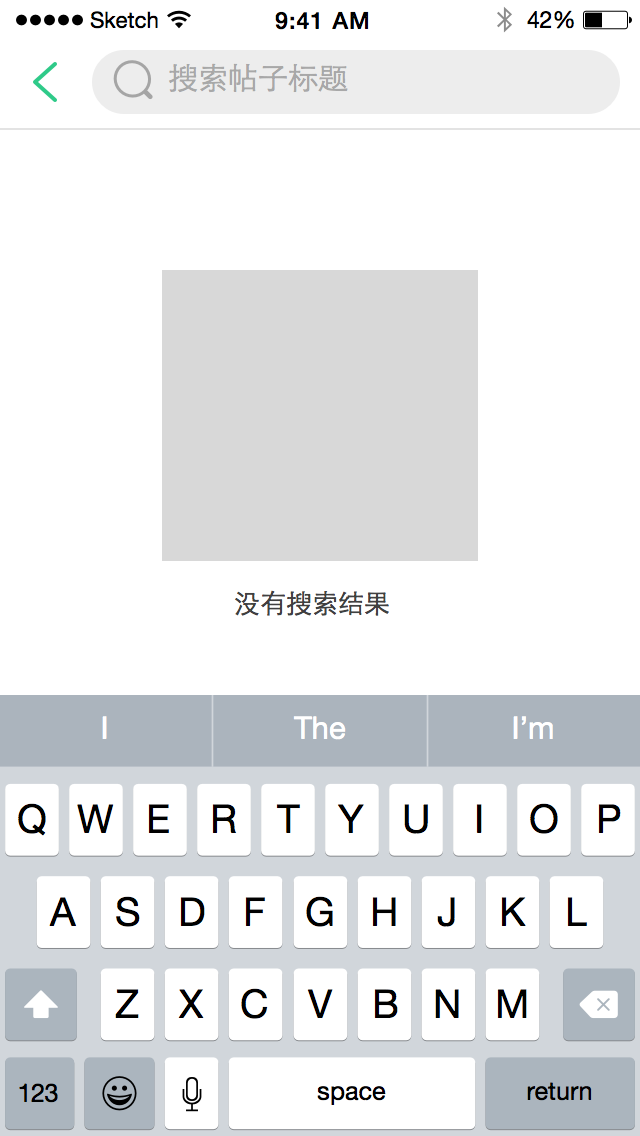 Sketch 9:41 AM 42%
搜索帖子标题
没有搜索结果
I The I’m
Q W E R T Y U I O P
A S D F G H J K L
Z X C V B N M
123 space return